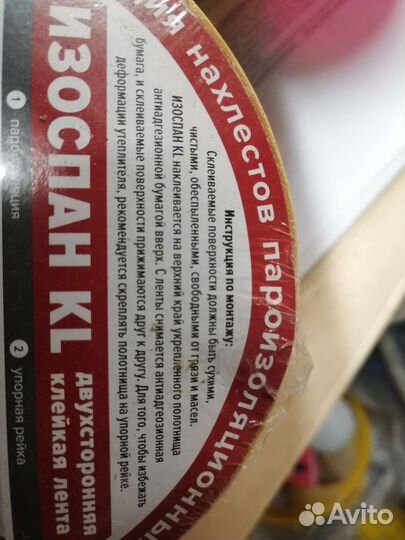 ия нахлестов пароизоляционны
Инструкция по монтажу:
Склеиваемые поверхности должны быть сухими,
чистыми, обеспыленными, свободными от грязи и масел.
ИЗОСПАН KL наклеивается на верхний край укрепленного полотнища
антиадгезионной бумагой вверх. С ленты снимается антиадгезионная
бумага, и склеиваемые поверхности прижимаются друг к другу. Для того, чтобы избежать
деформации утеплителя, рекомендуется скреплять полотнища на упорной рейке.
ИЗОСПАН KL
двухсторонняя
клейкая лента
1
2 упорная рейка
Avito